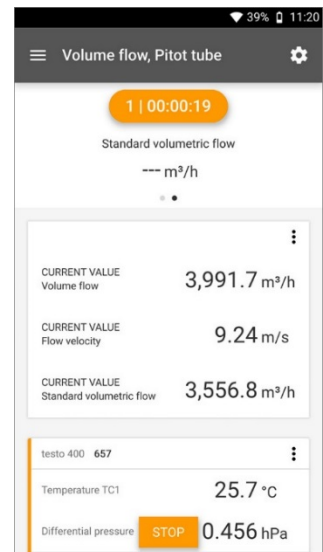 39% 11:20
Volume flow, Pitot tube
1 | 00:00:19
Standard volumetric flow
--- m³/h
CURRENT VALUE
Volume flow 3,991.7 m³/h
CURRENT VALUE
Flow velocity 9.24 m/s
CURRENT VALUE
Standard volumetric flow 3,556.8 m³/h
testo 400 657
Temperature TC1 25.7 °C
Differential pressure STOP 0.456 hPa